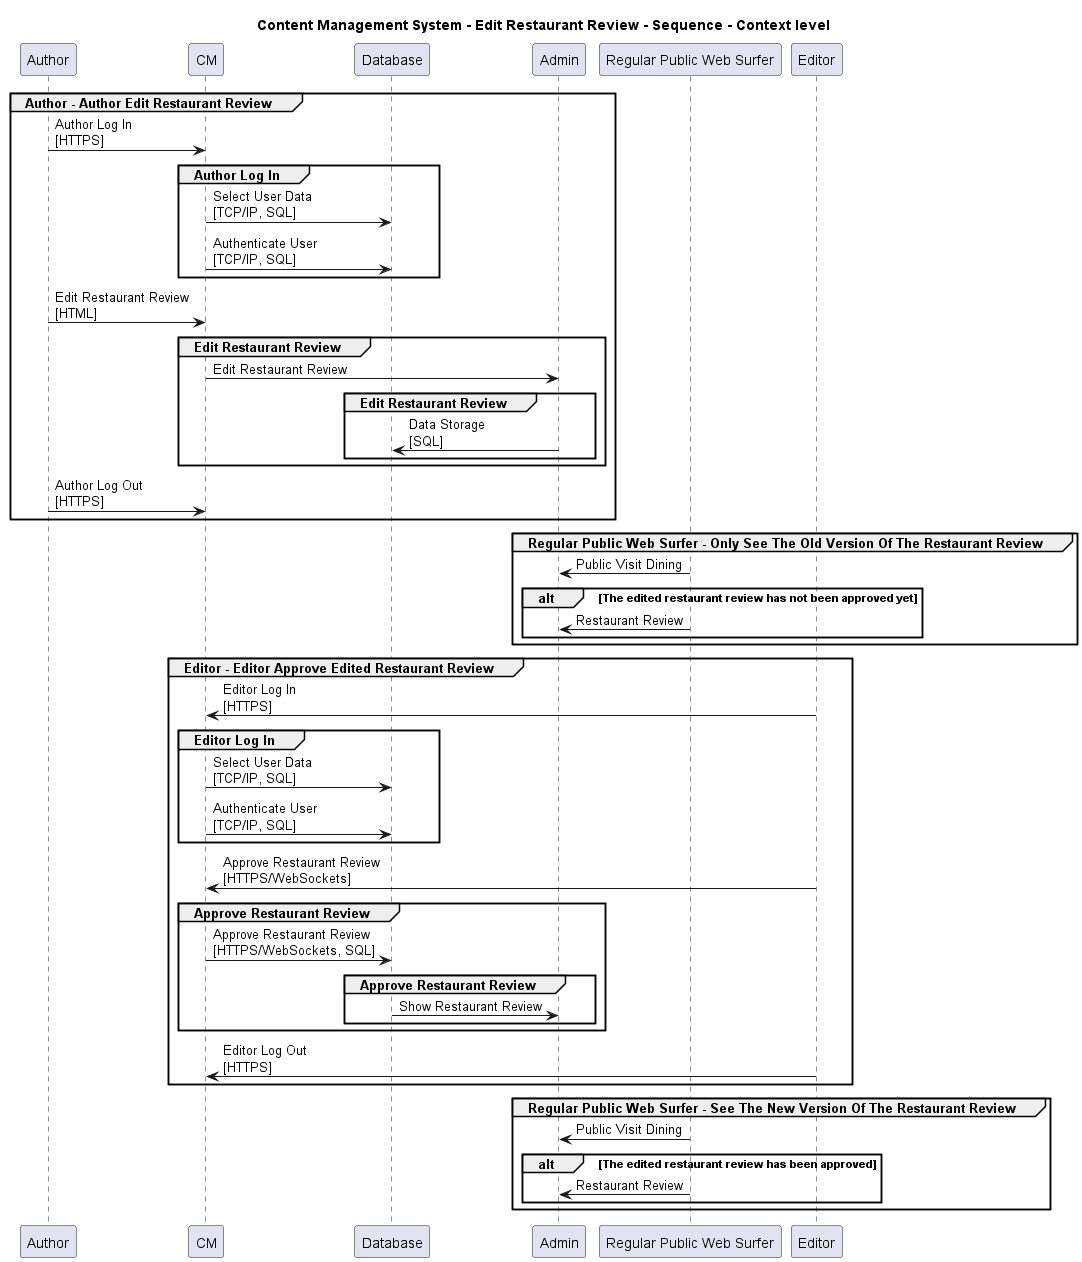 Content Management System - Edit Restaurant Review - Sequence - Context level
Author CM Database Admin Regular Public Web Surfer Editor
Author - Author Edit Restaurant Review
Author Log In
[HTTPS]
Author Log In
Select User Data
[TCP/IP, SQL]
Authenticate User
[TCP/IP, SQL]
Edit Restaurant Review
[HTML]
Edit Restaurant Review
Edit Restaurant Review
Edit Restaurant Review
Data Storage
[SQL]
Author Log Out
[HTTPS]
Regular Public Web Surfer - Only See The Old Version Of The Restaurant Review
Public Visit Dining
alt [The edited restaurant review has not been approved yet]
Restaurant Review
Editor - Editor Approve Edited Restaurant Review
Editor Log In
[HTTPS]
Editor Log In
Select User Data
[TCP/IP, SQL]
Authenticate User
[TCP/IP, SQL]
Approve Restaurant Review
[HTTPS/WebSockets]
Approve Restaurant Review
Approve Restaurant Review
[HTTPS/WebSockets, SQL]
Approve Restaurant Review
Show Restaurant Review
Editor Log Out
[HTTPS]
Regular Public Web Surfer - See The New Version Of The Restaurant Review
Public Visit Dining
alt [The edited restaurant review has been approved]
Restaurant Review
Author CM Database Admin Regular Public Web Surfer Editor